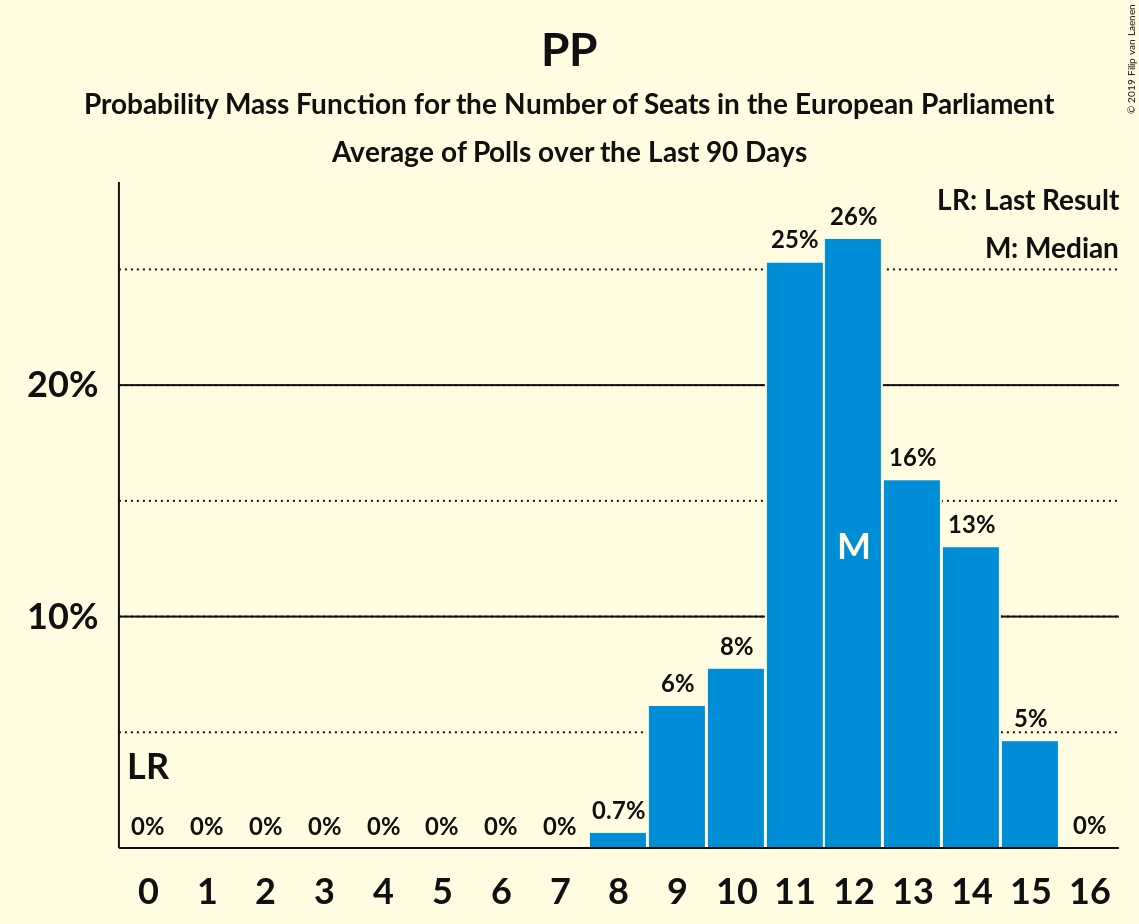 PP
Probability Mass Function for the Number of Seats in the European Parliament
Average of Polls over the Last 90 Days
© 2019 Filip van Laenen
LR: Last Result
M: Median
20%
10%
LR
M
0% 0% 0% 0% 0% 0% 0% 0% 0.7% 6% 8% 25% 26% 16% 13% 5% 0%
0 1 2 3 4 5 6 7 8 9 10 11 12 13 14 15 16